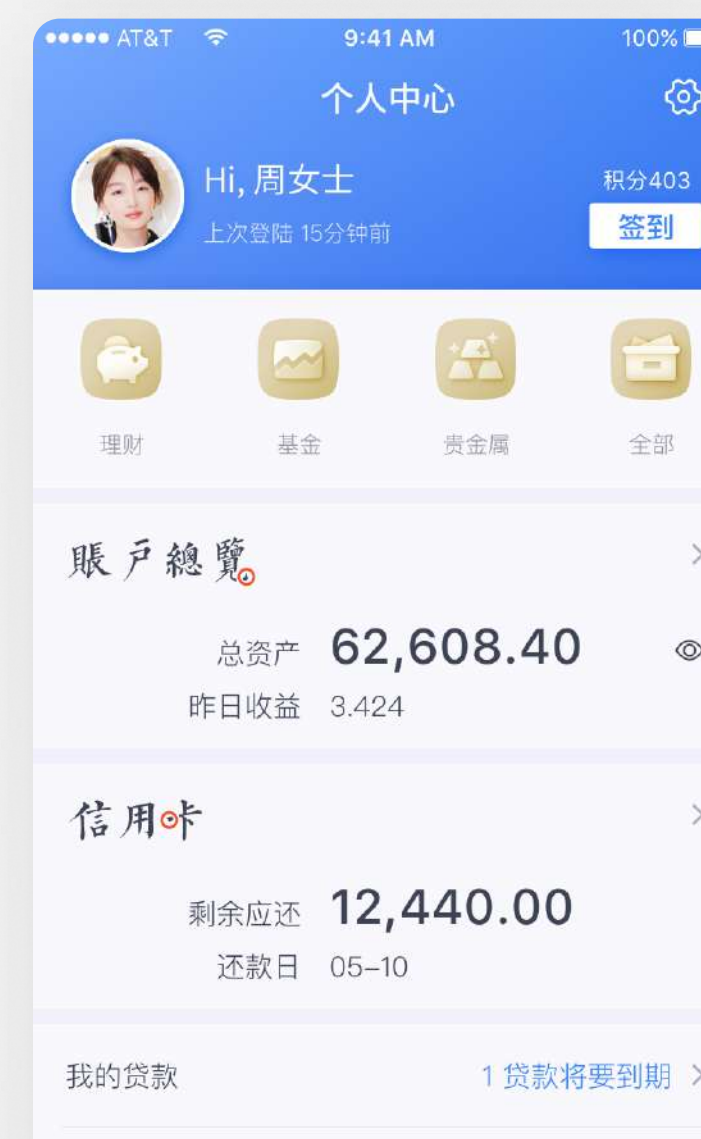 AT&T 9:41 AM 100%
个人中心
Hi, 周女士
积分403
上次登陆 15分钟前
签到
理财 基金 贵金属 全部
賬戶總覽
总资产 62,608.40
昨日收益 3.424
信用卡
剩余应还 12,440.00
还款日 05-10
我的贷款 1 贷款将要到期